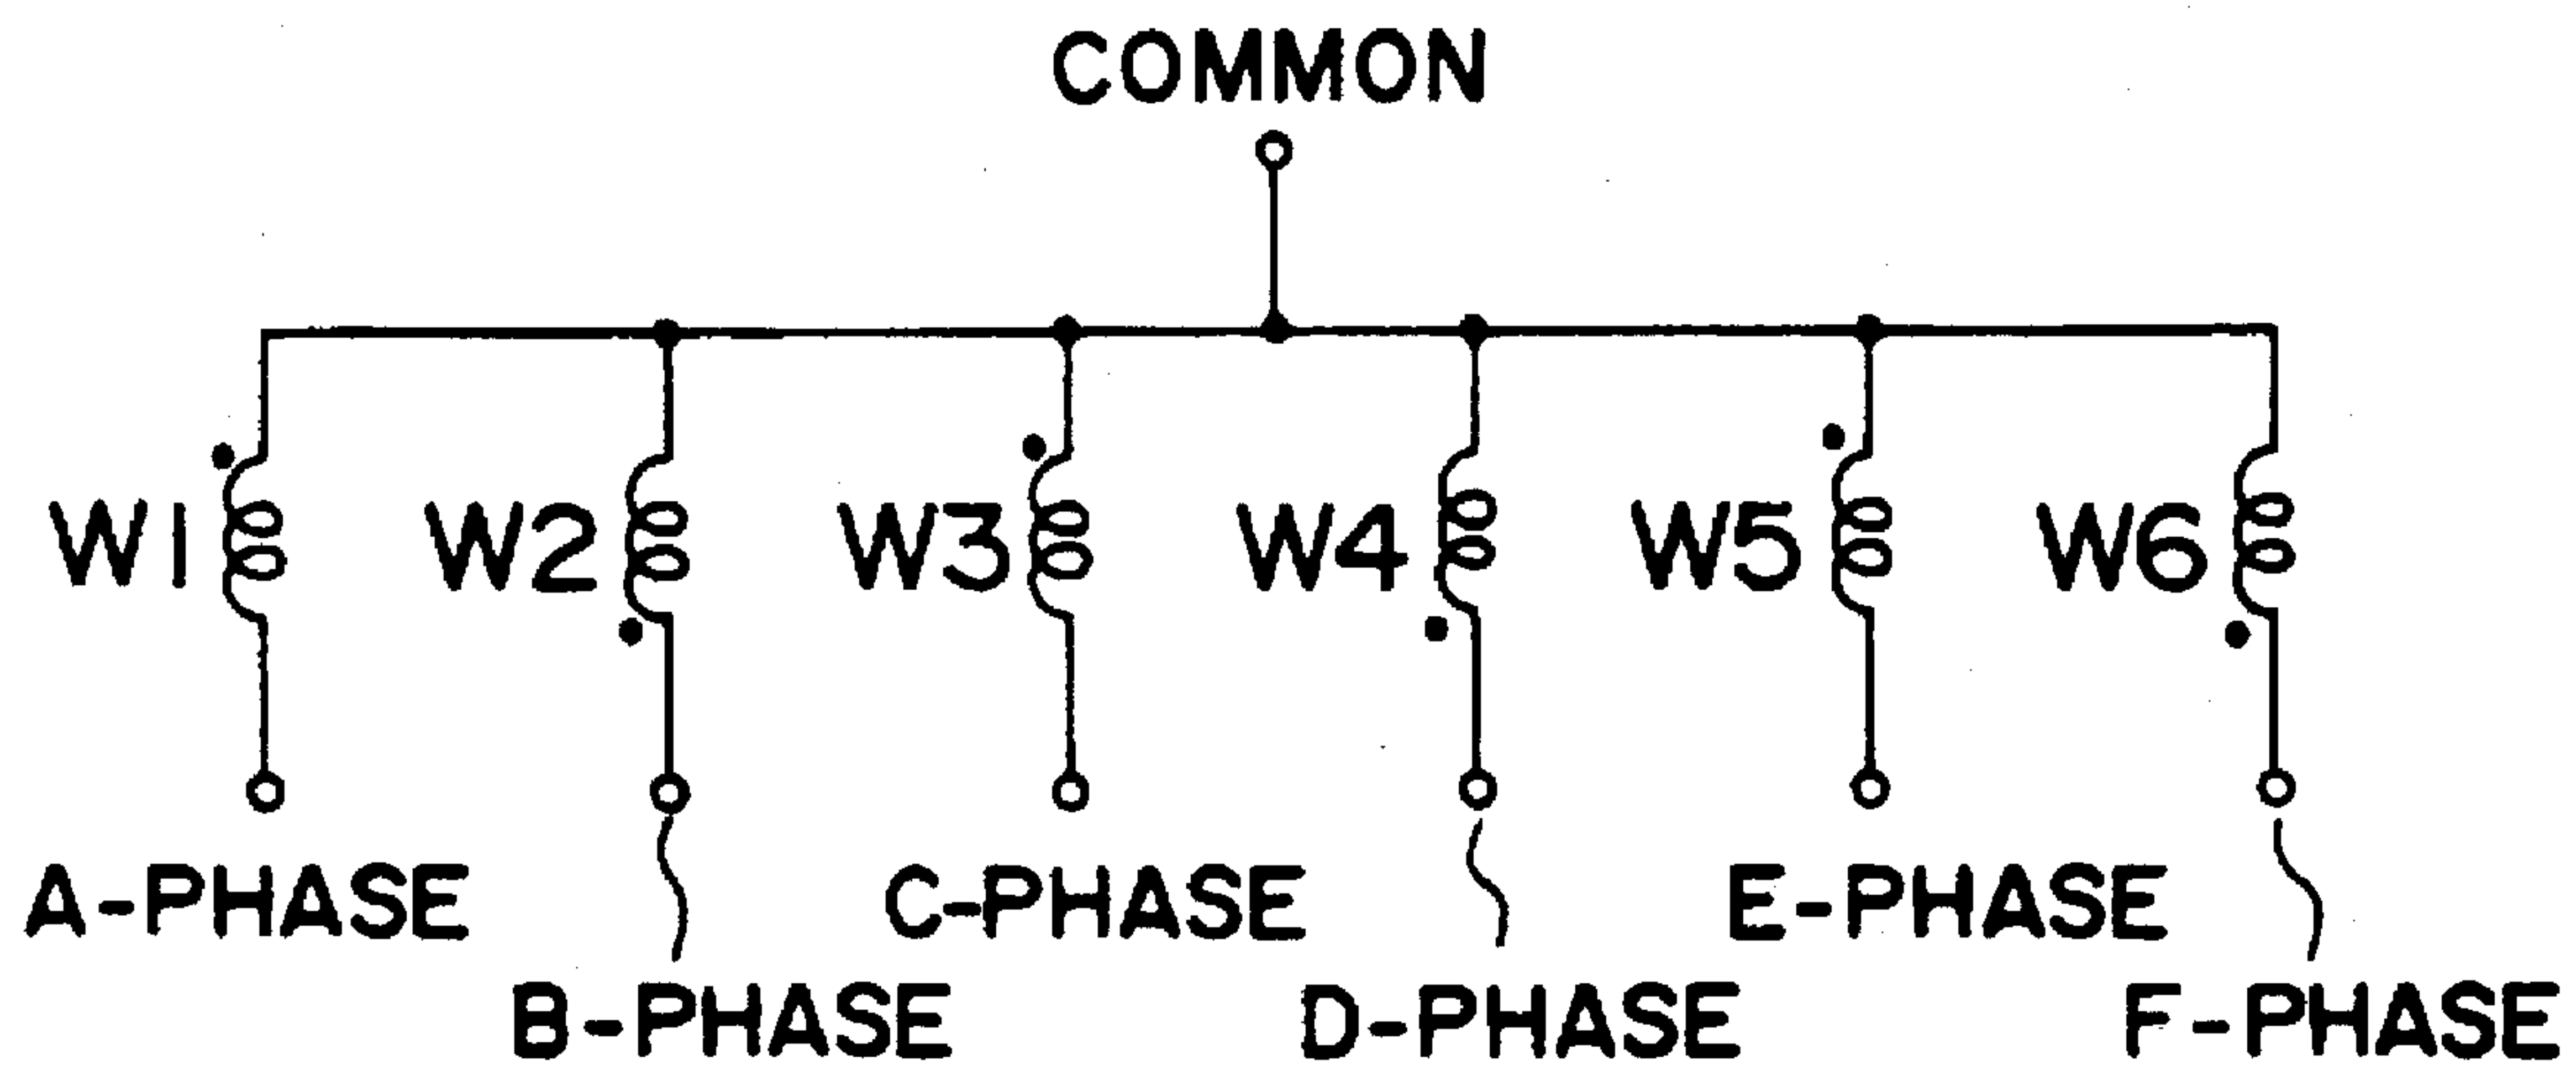 COMMON
W1 W2 W3 W4 W5 W6
A-PHASE C-PHASE E-PHASE
B-PHASE D-PHASE F-PHASE